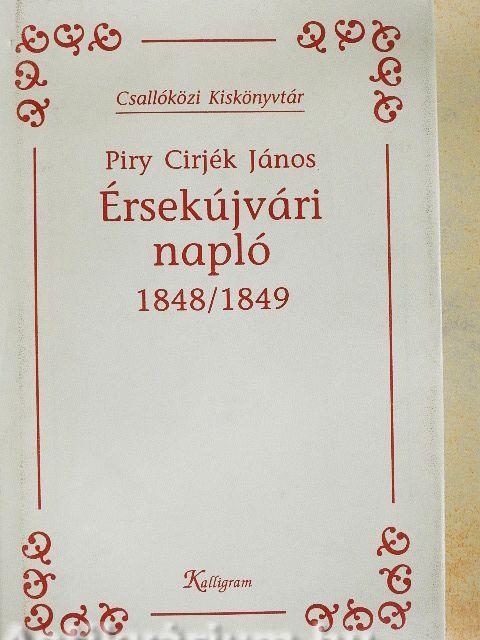 Csallóközi Kiskönyvtár
Piry Cirjék János
Érsekújvári
napló
1848/1849
Kalligram